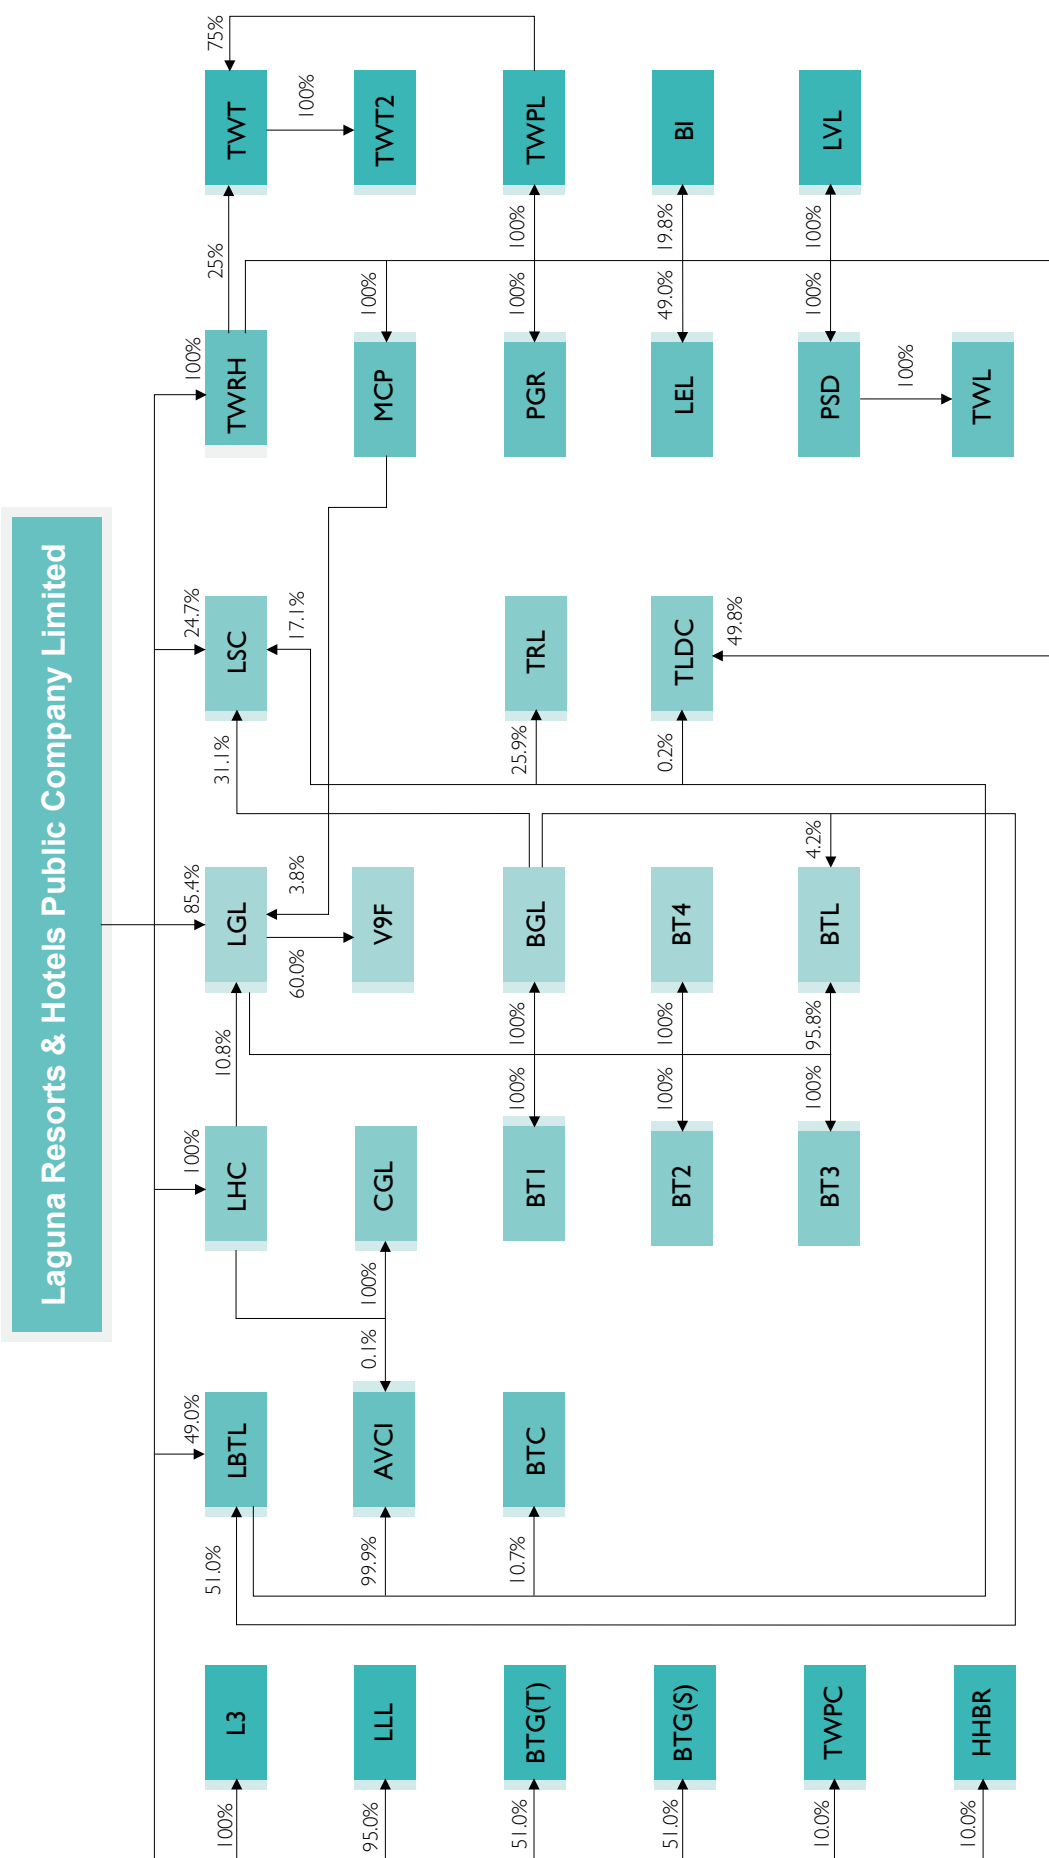 Laguna Resorts & Hotels Public Company Limited
100%
49.0%
100%
85.4%
24.7%
100%
75%
L3
LBTL
LHC
LGL
LSC
TWRH
TWT
100%
51.0%
10.8%
31.1%
25%
60.0%
3.8%
17.1%
100%
LLL
AVCI
CGL
V9F
MCP
TWT2
95.0%
99.9%
0.1%
100%
100%
BTG(T)
BTC
BT1
BGL
TRL
PGR
TWPL
51.0%
10.7%
100%
100%
25.9%
100%
100%
BTG(S)
BT2
BT4
TLDC
LEL
BI
51.0%
100%
100%
0.2%
49.8%
49.0%
19.8%
TWPC
BT3
BTL
PSD
LVL
10.0%
100%
95.8%
4.2%
100%
100%
HHBR
TWL
10.0%
100%